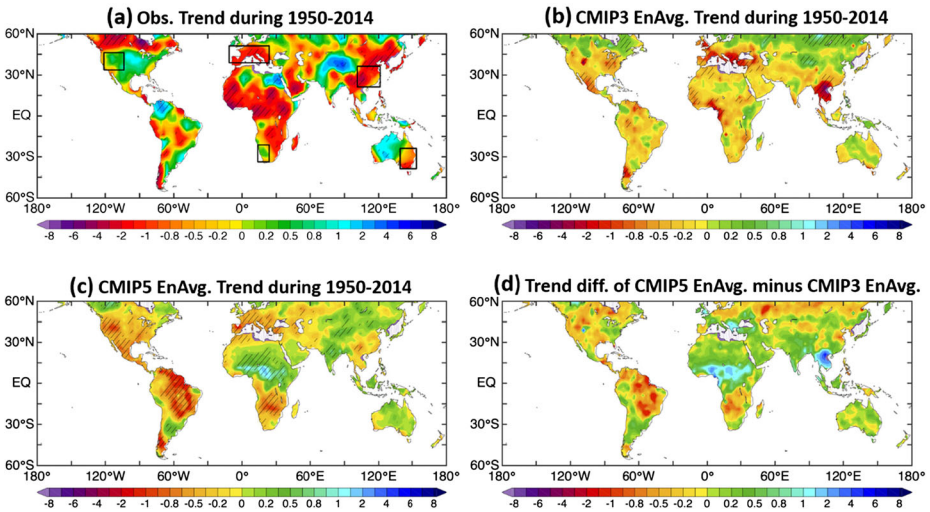 (a) Obs. Trend during 1950-2014
(b) CMIP3 EnAvg. Trend during 1950-2014
60°N
30°N
EQ
30°S
60°S
180° 120°W 60°W 0° 60°E 120°E 180°
-8 -6 -4 -2 -1 -0.8 -0.5 -0.2 0 0.2 0.5 0.8 1 2 4 6 8
60°N
30°N
EQ
30°S
60°S
180° 120°W 60°W 0° 60°E 120°E 180°
-8 -6 -4 -2 -1 -0.8 -0.5 -0.2 0 0.2 0.5 0.8 1 2 4 6 8
(c) CMIP5 EnAvg. Trend during 1950-2014
(d) Trend diff. of CMIP5 EnAvg. minus CMIP3 EnAvg.
60°N
30°N
EQ
30°S
60°S
180° 120°W 60°W 0° 60°E 120°E 180°
-8 -6 -4 -2 -1 -0.8 -0.5 -0.2 0 0.2 0.5 0.8 1 2 4 6 8
60°N
30°N
EQ
30°S
60°S
180° 120°W 60°W 0° 60°E 120°E 180°
-8 -6 -4 -2 -1 -0.8 -0.5 -0.2 0 0.2 0.5 0.8 1 2 4 6 8